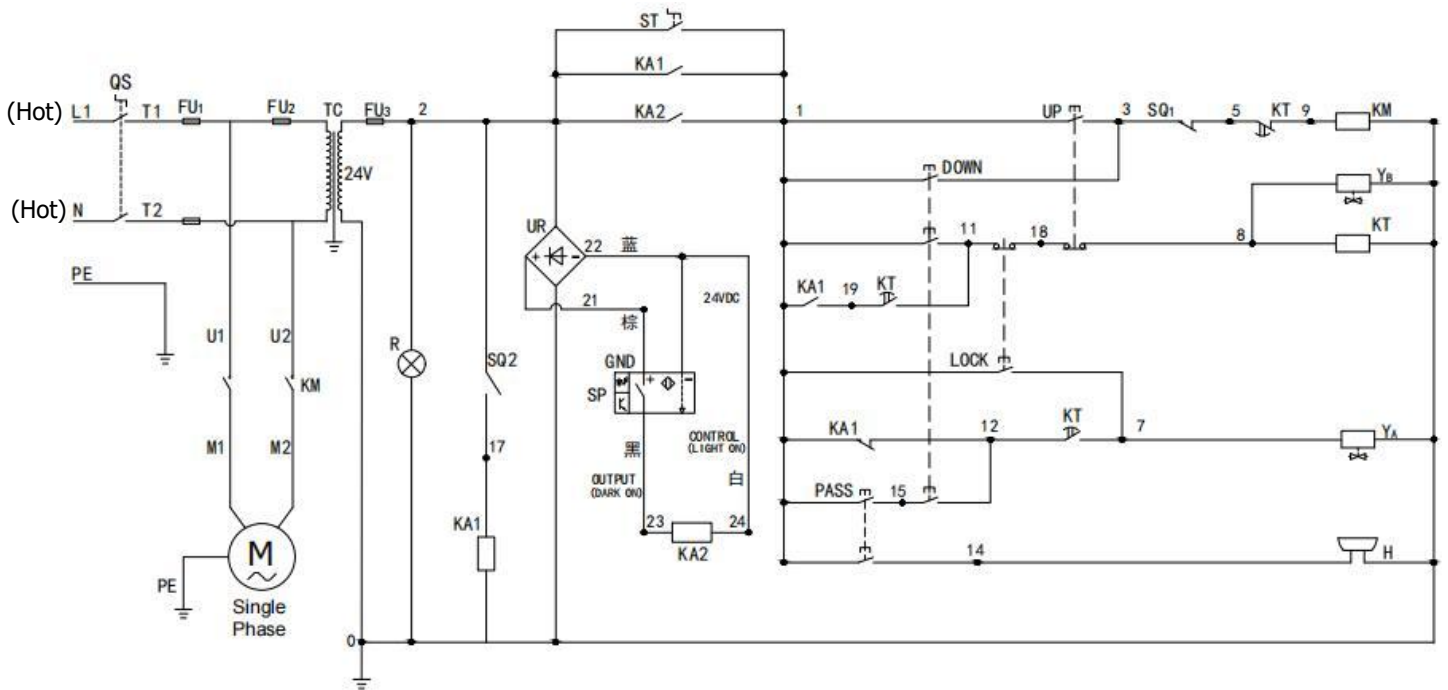 ST
KA1
QS
(Hot) L1 T1 FU1 FU2 TC FU3 2 KA2 1 UP 3 SQ1 5 KT 9 KM
24V
DOWN YB
(Hot) N T2
UR 22 蓝 11 18 8 KT
PE
21 24VDC KA1 19 KT
棕
U1 U2 R SQ2 GND LOCK
KM SP + -
M1 M2 17 黑 CONTROL
(LIGHT ON)
KA1 12 KT 7 YA
OUTPUT
(DARK ON)
白 PASS 15
KA1 23 24
KA2
M 14 H
PE
Single
Phase
0